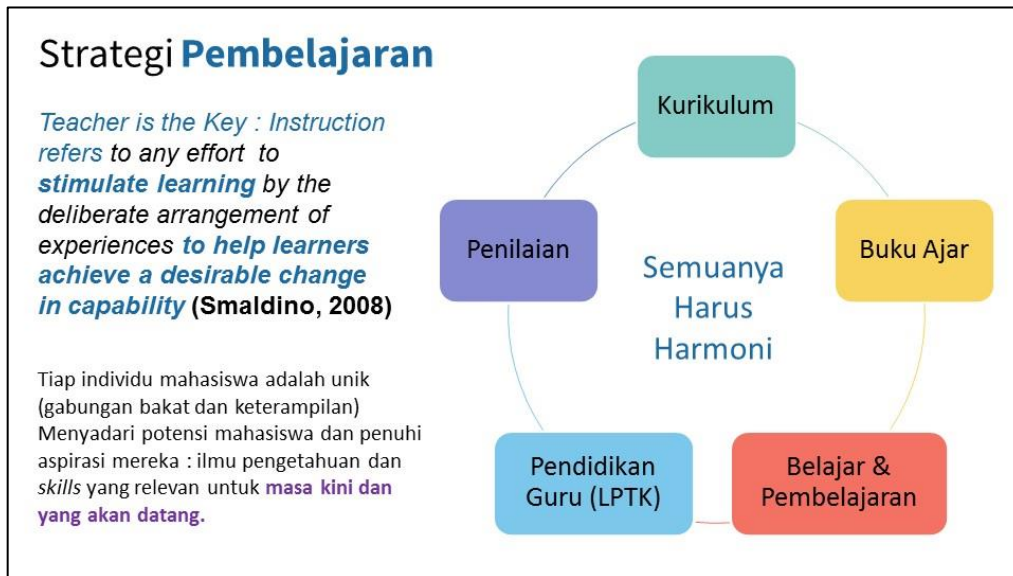 Strategi Pembelajaran
Teacher is the Key : Instruction
refers to any effort to
stimulate learning by the
deliberate arrangement of
experiences to help learners
achieve a desirable change
in capability (Smaldino, 2008)
Tiap individu mahasiswa adalah unik
(gabungan bakat dan keterampilan)
Menyadari potensi mahasiswa dan penuhi
aspirasi mereka : ilmu pengetahuan dan
skills yang relevan untuk masa kini dan
yang akan datang.
Kurikulum
Buku Ajar
Belajar &
Pembelajaran
Pendidikan
Guru (LPTK)
Penilaian
Semuanya
Harus
Harmoni